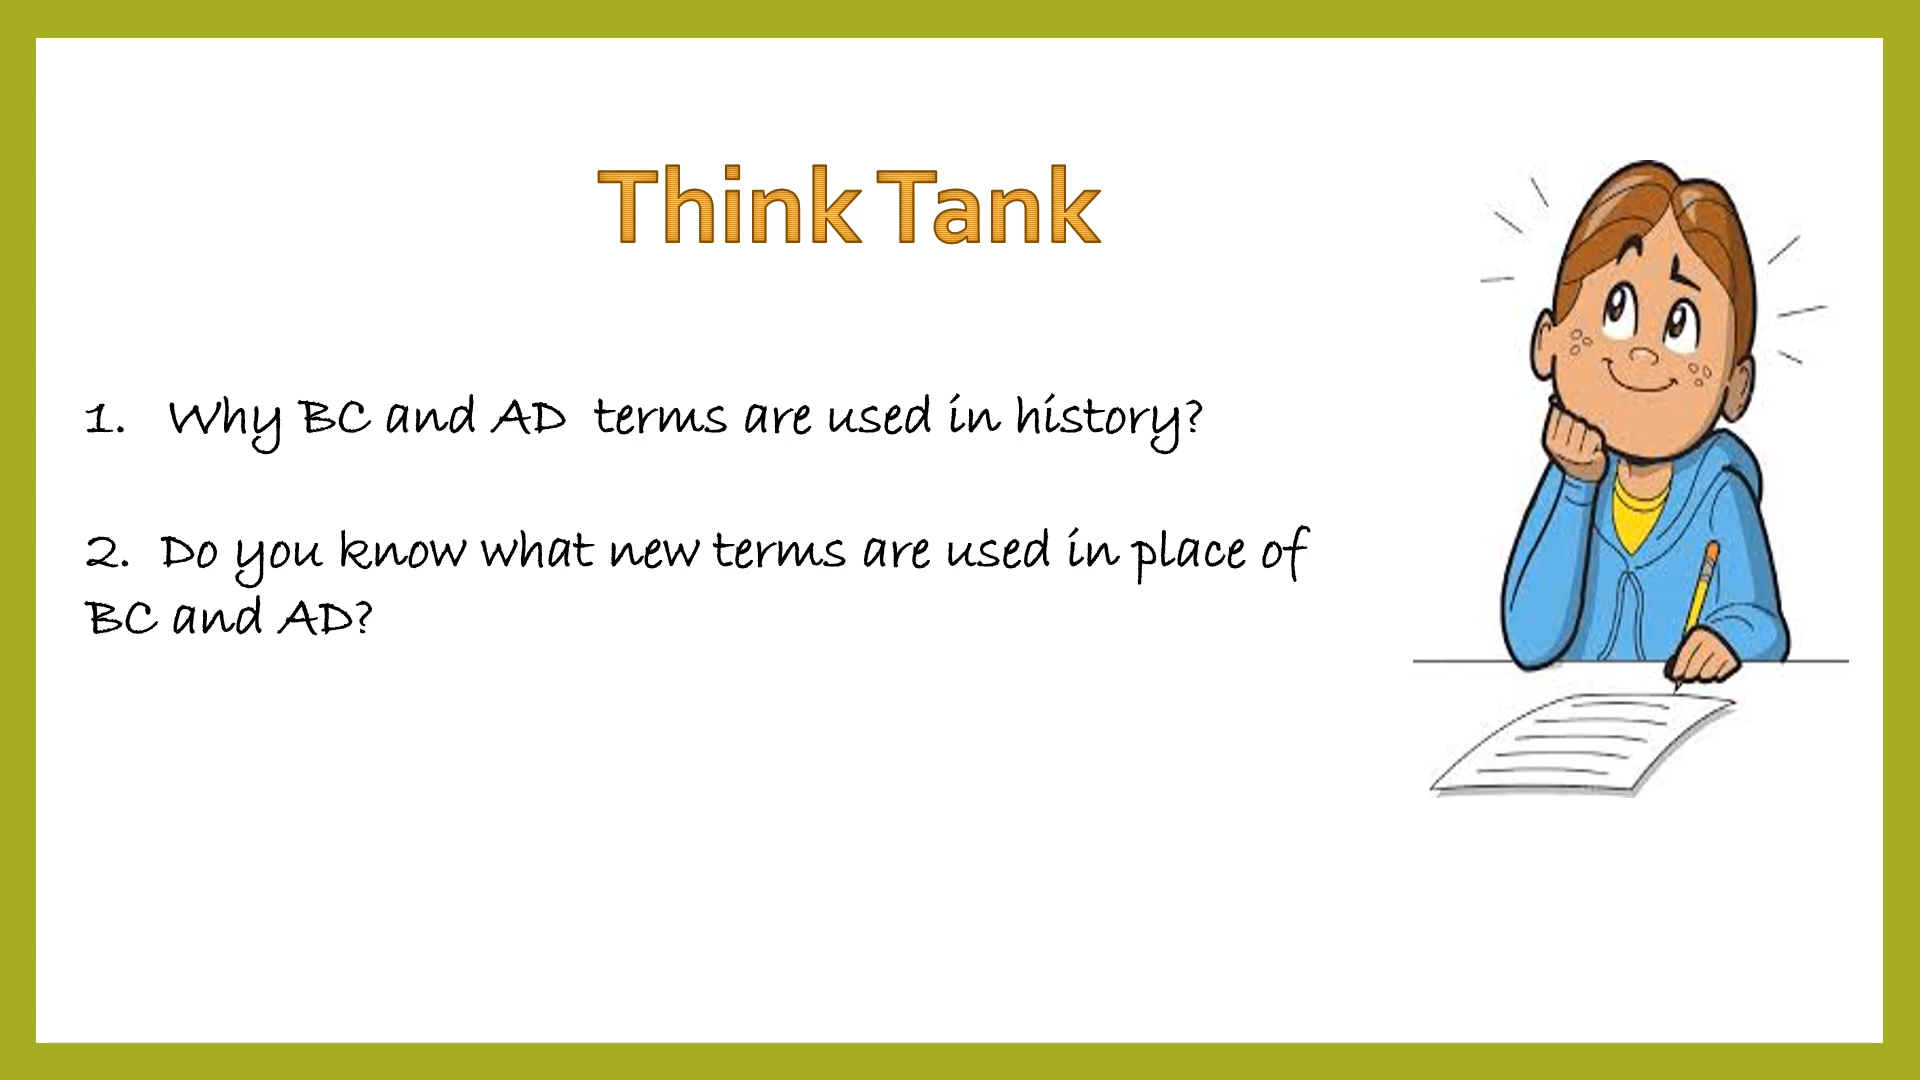 Think Tank
1. Why BC and AD terms are used in history?
2. Do you know what new terms are used in place of
BC and AD?